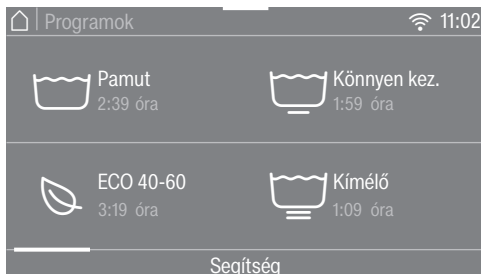 Programok
11:02
Pamut
2:39 óra
Könnyen kez.
1:59 óra
ECO 40-60
3:19 óra
Kímélő
1:09 óra
Segítség